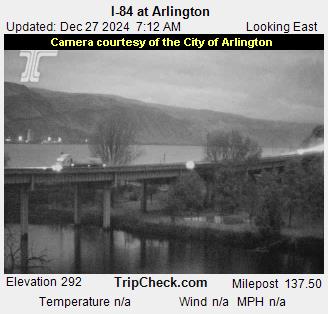 I-84 at Arlington
Updated: Dec 27 2024 7:12 AM Looking East
Camera courtesy of the City of Arlington
Elevation 292 TripCheck.com Milepost 137.50
Temperature n/a Wind n/a MPH n/a